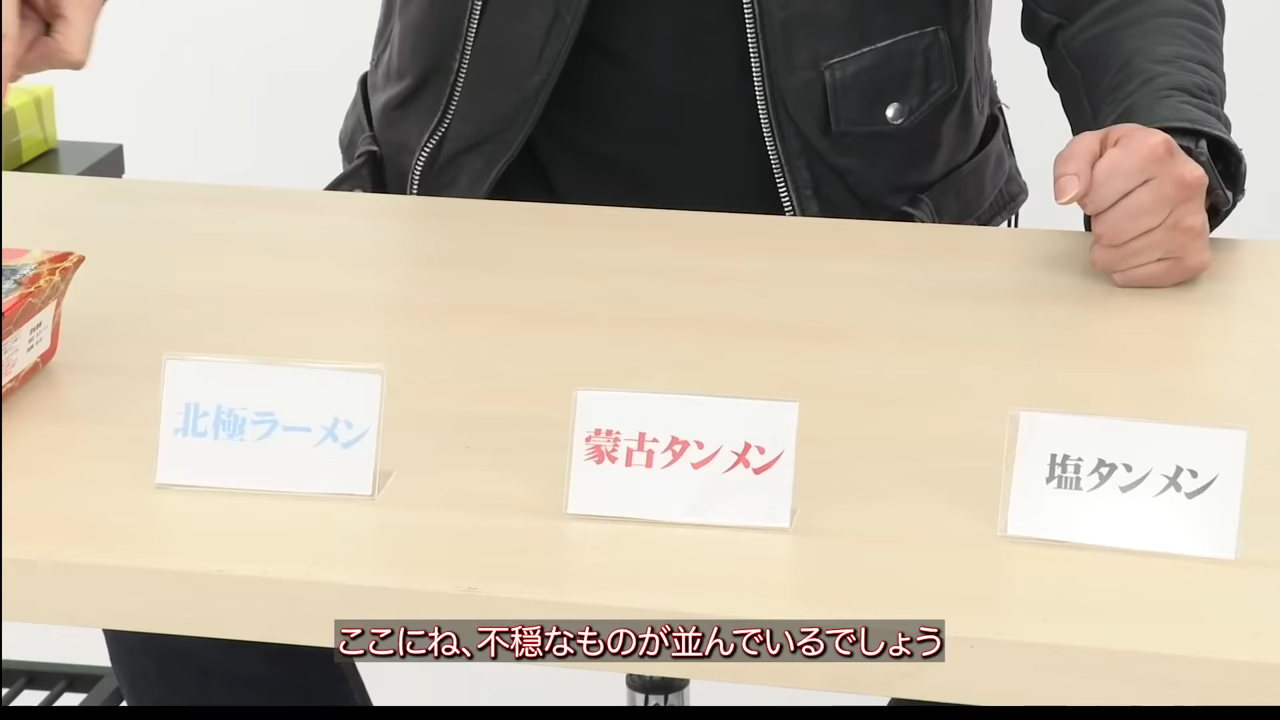 北極ラーメン
蒙古タンメン
塩タンメン
ここにね、不穏なものが並んでいるでしょう